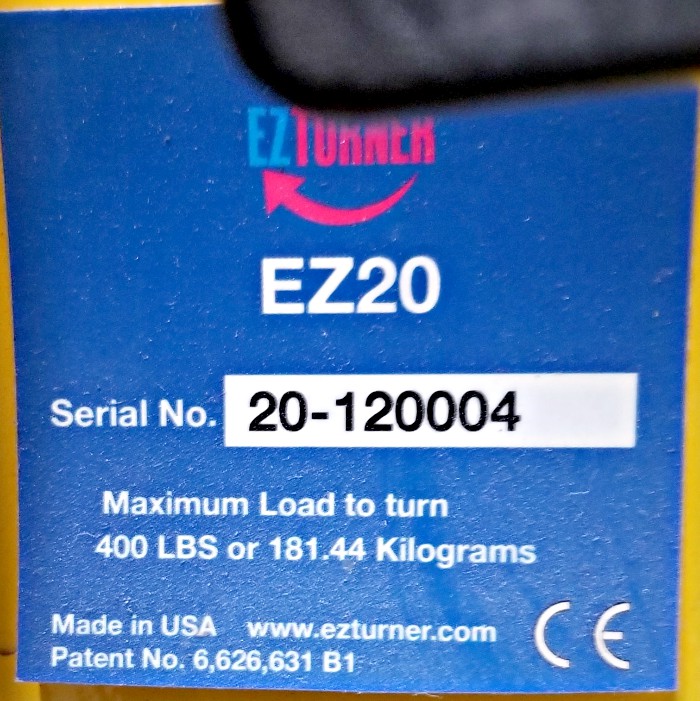 EZTURNER
EZ20
Serial No. 20-120004
Maximum Load to turn
400 LBS or 181.44 Kilograms
Made in USA www.ezturner.com
Patent No. 6,626,631 B1
CE